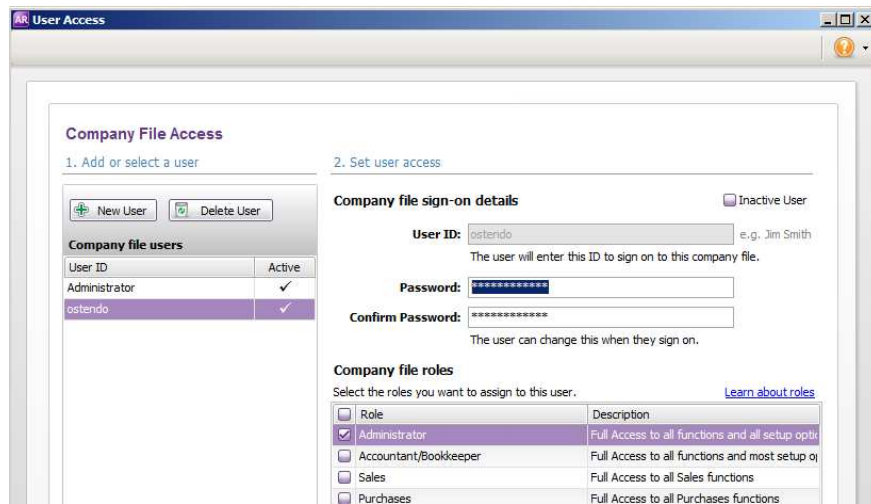 AR User Access
Company File Access
1. Add or select a user
New User Delete User
Company file users
User ID Active
Administrator
ostendo
2. Set user access
Company file sign-on details Inactive User
User ID: ostendo e.g. Jim Smith
The user will enter this ID to sign on to this company file.
Password: ************
Confirm Password: ************
The user can change this when they sign on.
Company file roles
Select the roles you want to assign to this user. Learn about roles
Role Description
Administrator Full Access to all functions and all setup optic
Accountant/Bookkeeper Full Access to all functions and most setup op
Sales Full Access to all Sales functions
Purchases Full Access to all Purchases functions